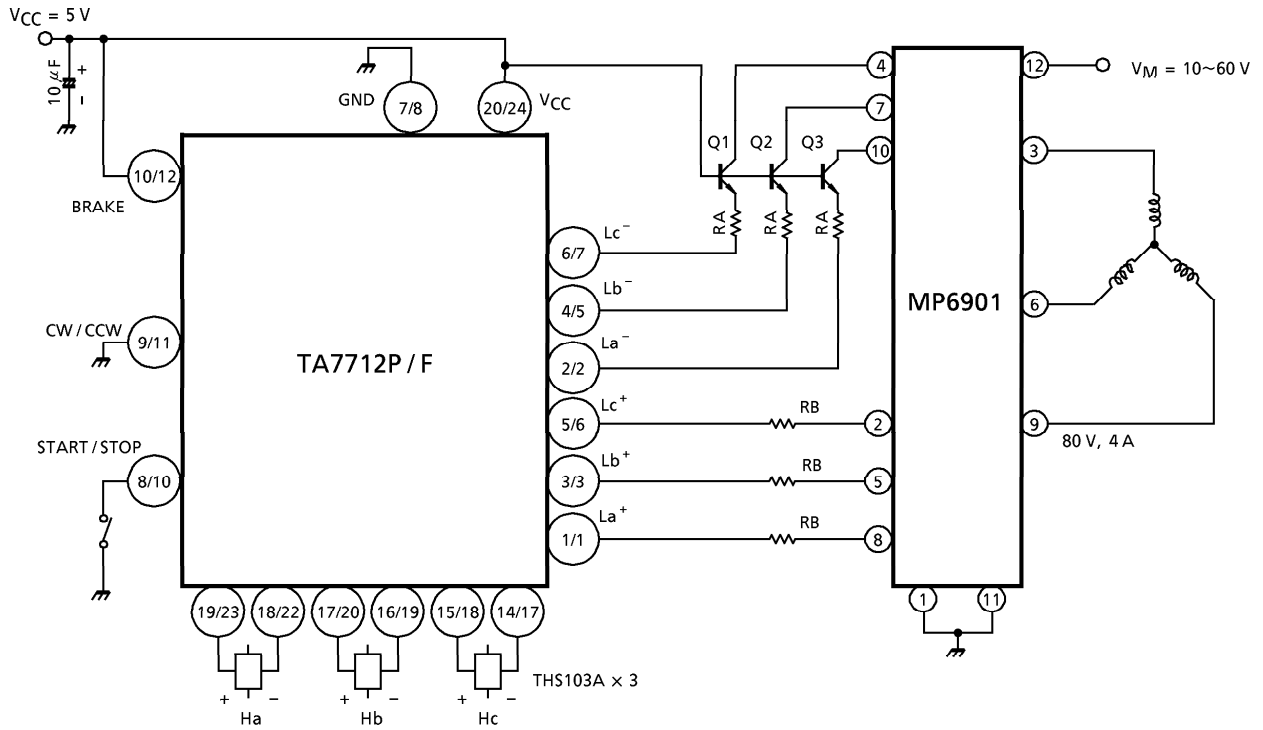 VCC = 5 V
10 μF
+
-
GND
7/8
20/24
VCC
4
12
VM = 10~60 V
7
Q1
Q2
Q3
10
3
10/12
BRAKE
RA
RA
RA
6/7
Lc−
4/5
Lb−
MP6901
6
CW / CCW
9/11
TA7712P / F
2/2
La−
5/6
Lc+
RB
2
9
80 V, 4 A
START / STOP
8/10
3/3
Lb+
RB
5
1/1
La+
RB
8
19/23
18/22
17/20
16/19
15/18
14/17
1
11
THS103A × 3
+
−
+
−
+
−
Ha
Hb
Hc